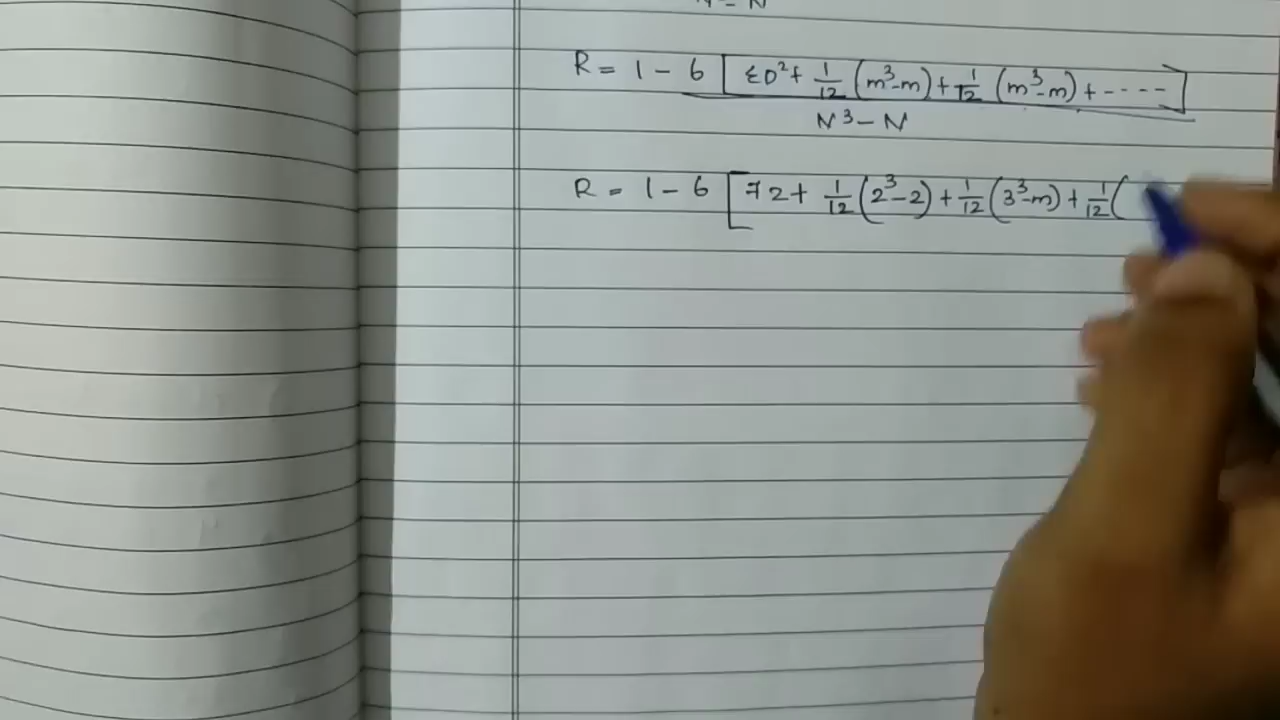 N - N
R = 1 - 6 [ΣD² + 1/12 (m³-m) + 1/12 (m³-m) + ----]
N³ - N
R = 1 - 6 [72 + 1/12 (2³-2) + 1/12 (3³-m) + 1/12 (